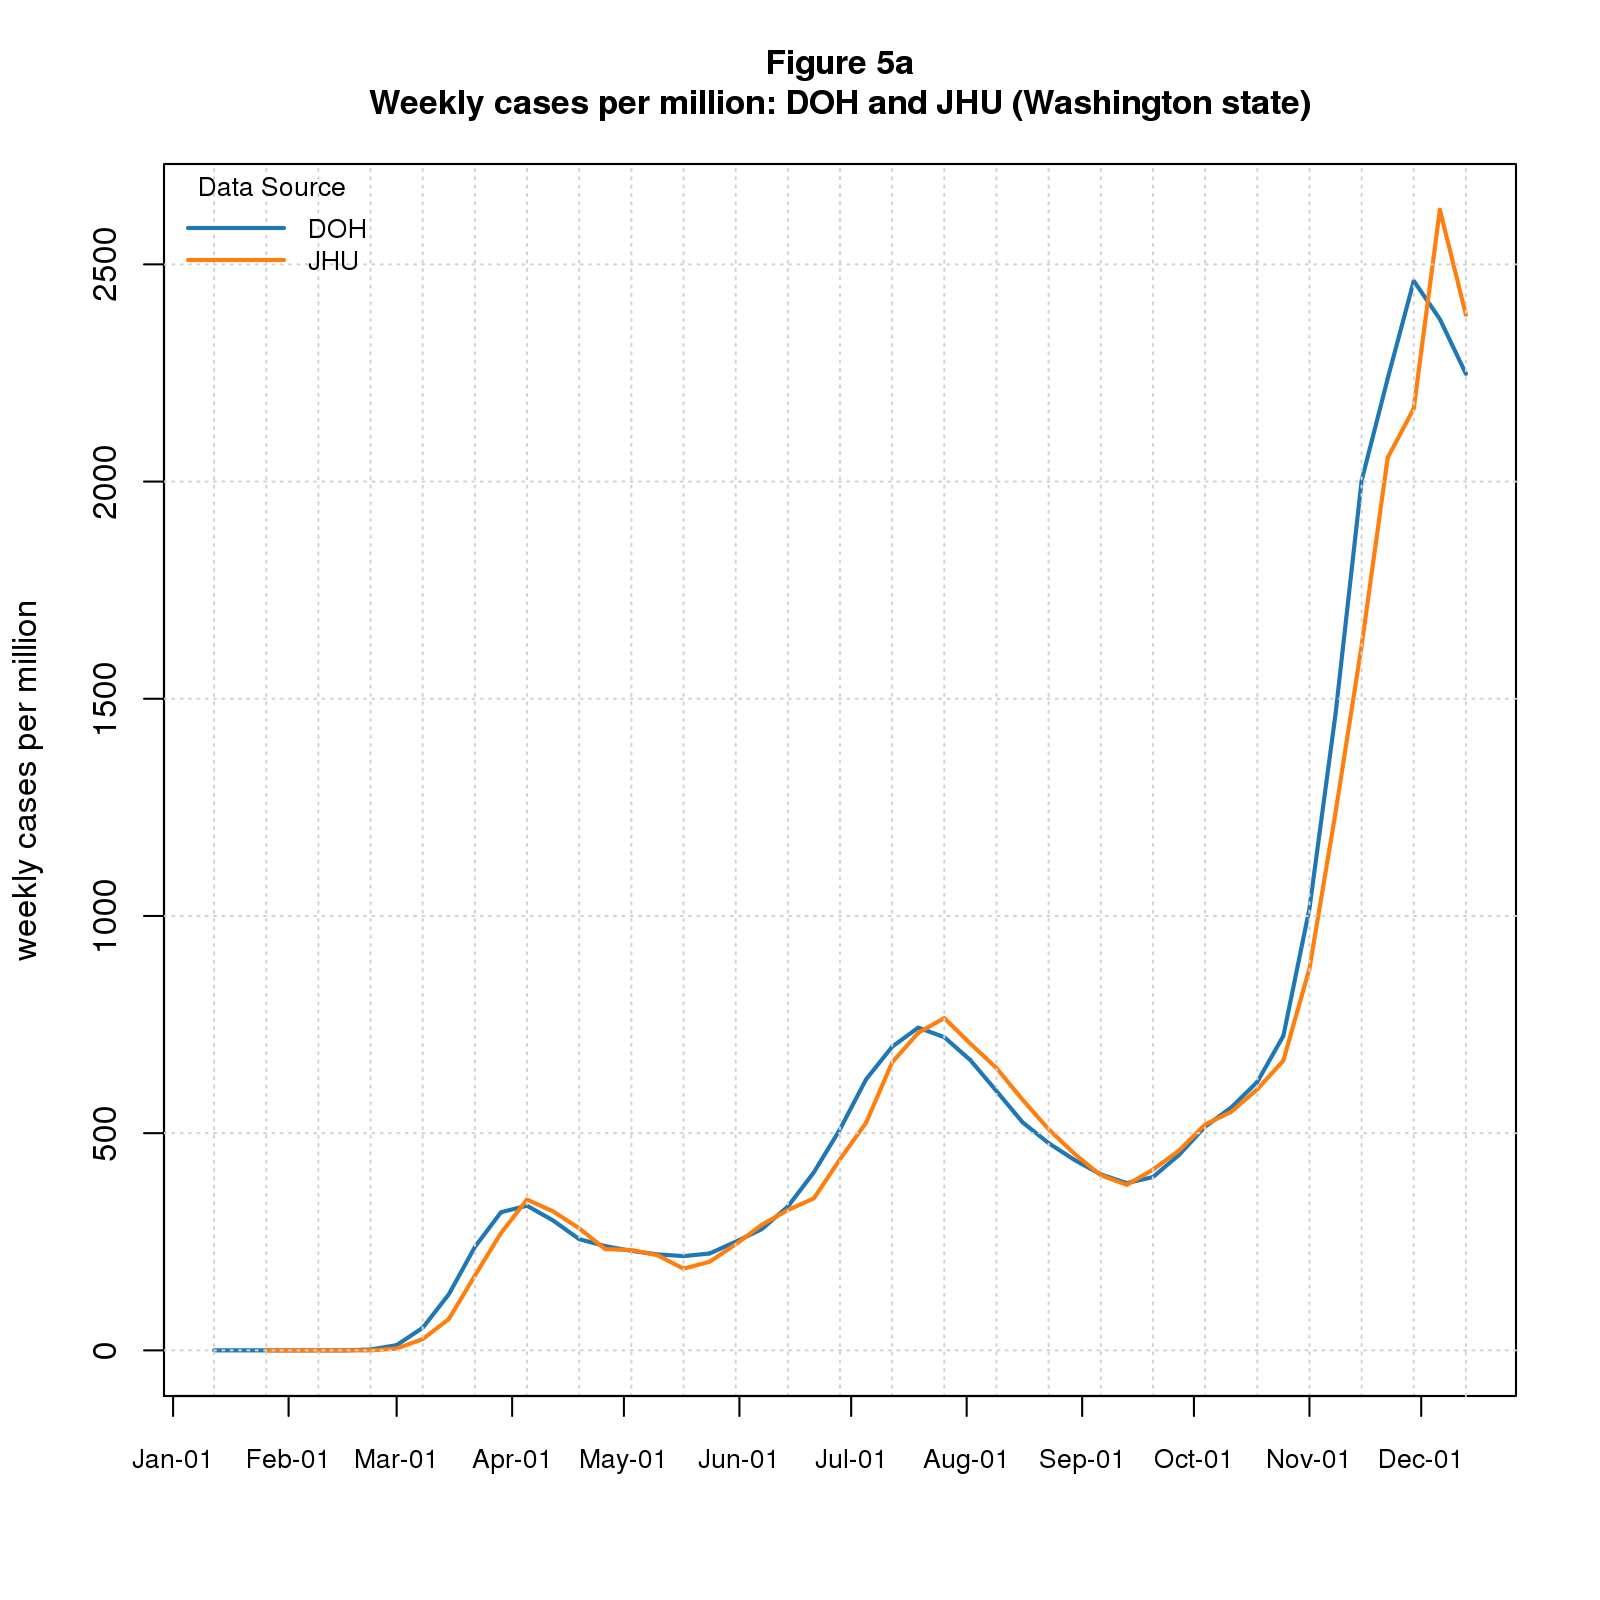 Figure 5a
Weekly cases per million: DOH and JHU (Washington state)
Data Source
DOH
JHU
weekly cases per million
2500
2000
1500
1000
500
0
Jan-01 Feb-01 Mar-01 Apr-01 May-01 Jun-01 Jul-01 Aug-01 Sep-01 Oct-01 Nov-01 Dec-01